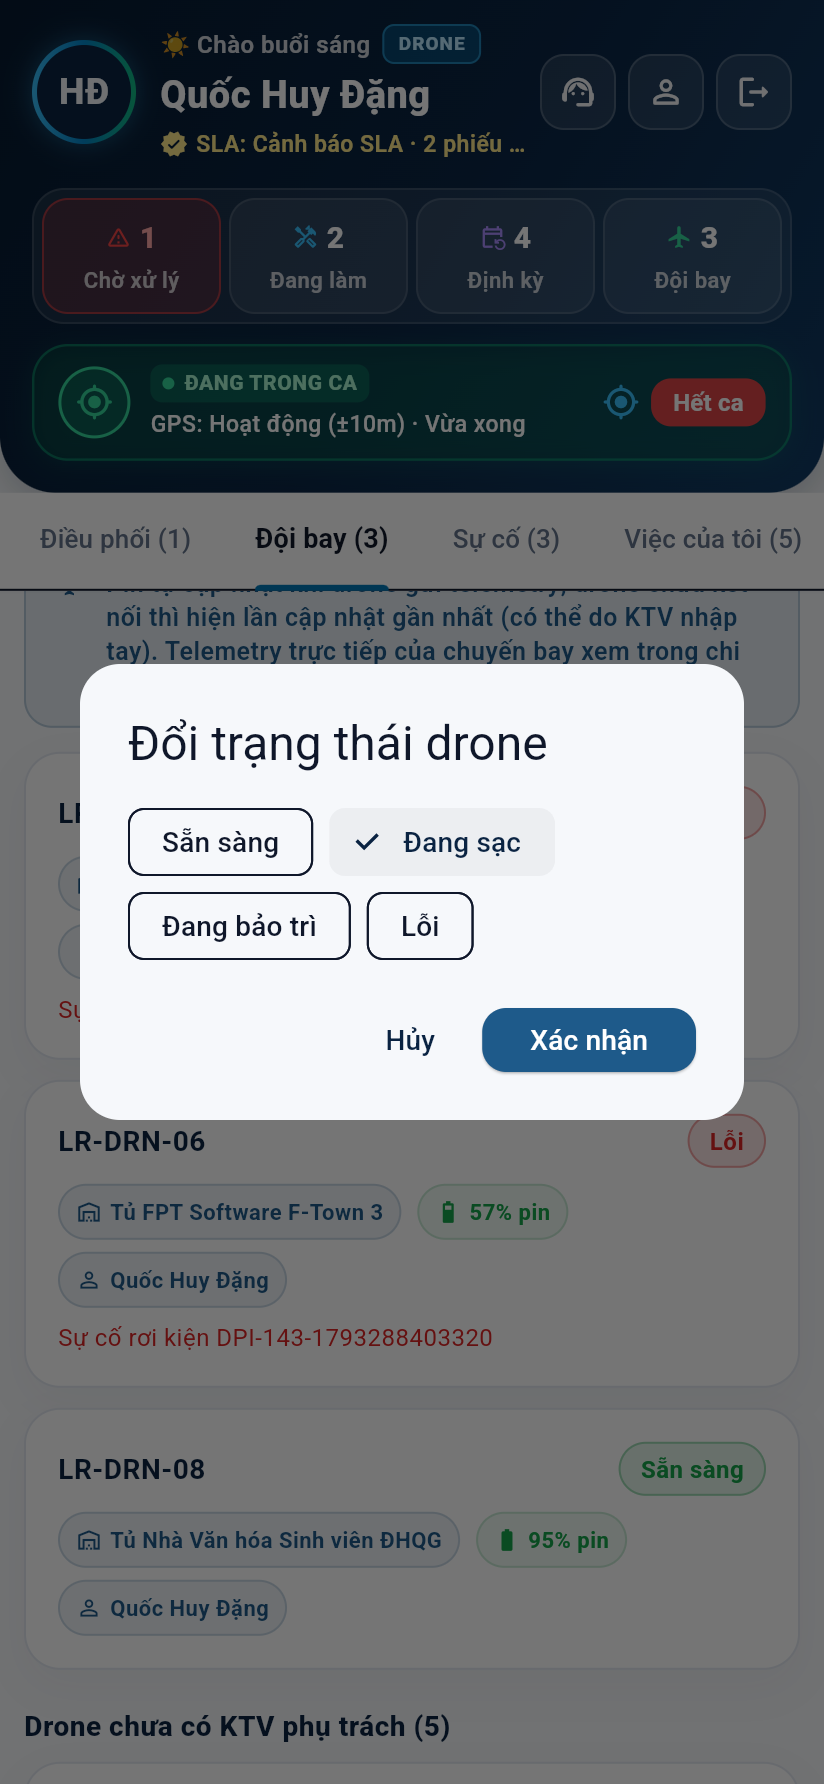 HĐ
Chào buổi sáng
DRONE
Quốc Huy Đặng
SLA: Cảnh báo SLA · 2 phiếu ...
1
Chờ xử lý
2
Đang làm
4
Định kỳ
3
Đội bay
ĐANG TRONG CA
GPS: Hoạt động (±10m) · Vừa xong
Hết ca
Điều phối (1)
Đội bay (3)
Sự cố (3)
Việc của tôi (5)
nối thì hiện lần cập nhật gần nhất (có thể do KTV nhập
tay). Telemetry trực tiếp của chuyến bay xem trong chi
Đổi trạng thái drone
Sẵn sàng
Đang sạc
Đang bảo trì
Lỗi
Hủy
Xác nhận
LR-DRN-06
Lỗi
Tủ FPT Software F-Town 3
57% pin
Quốc Huy Đặng
Sự cố rơi kiện DPI-143-1793288403320
LR-DRN-08
Sẵn sàng
Tủ Nhà Văn hóa Sinh viên ĐHQG
95% pin
Quốc Huy Đặng
Drone chưa có KTV phụ trách (5)